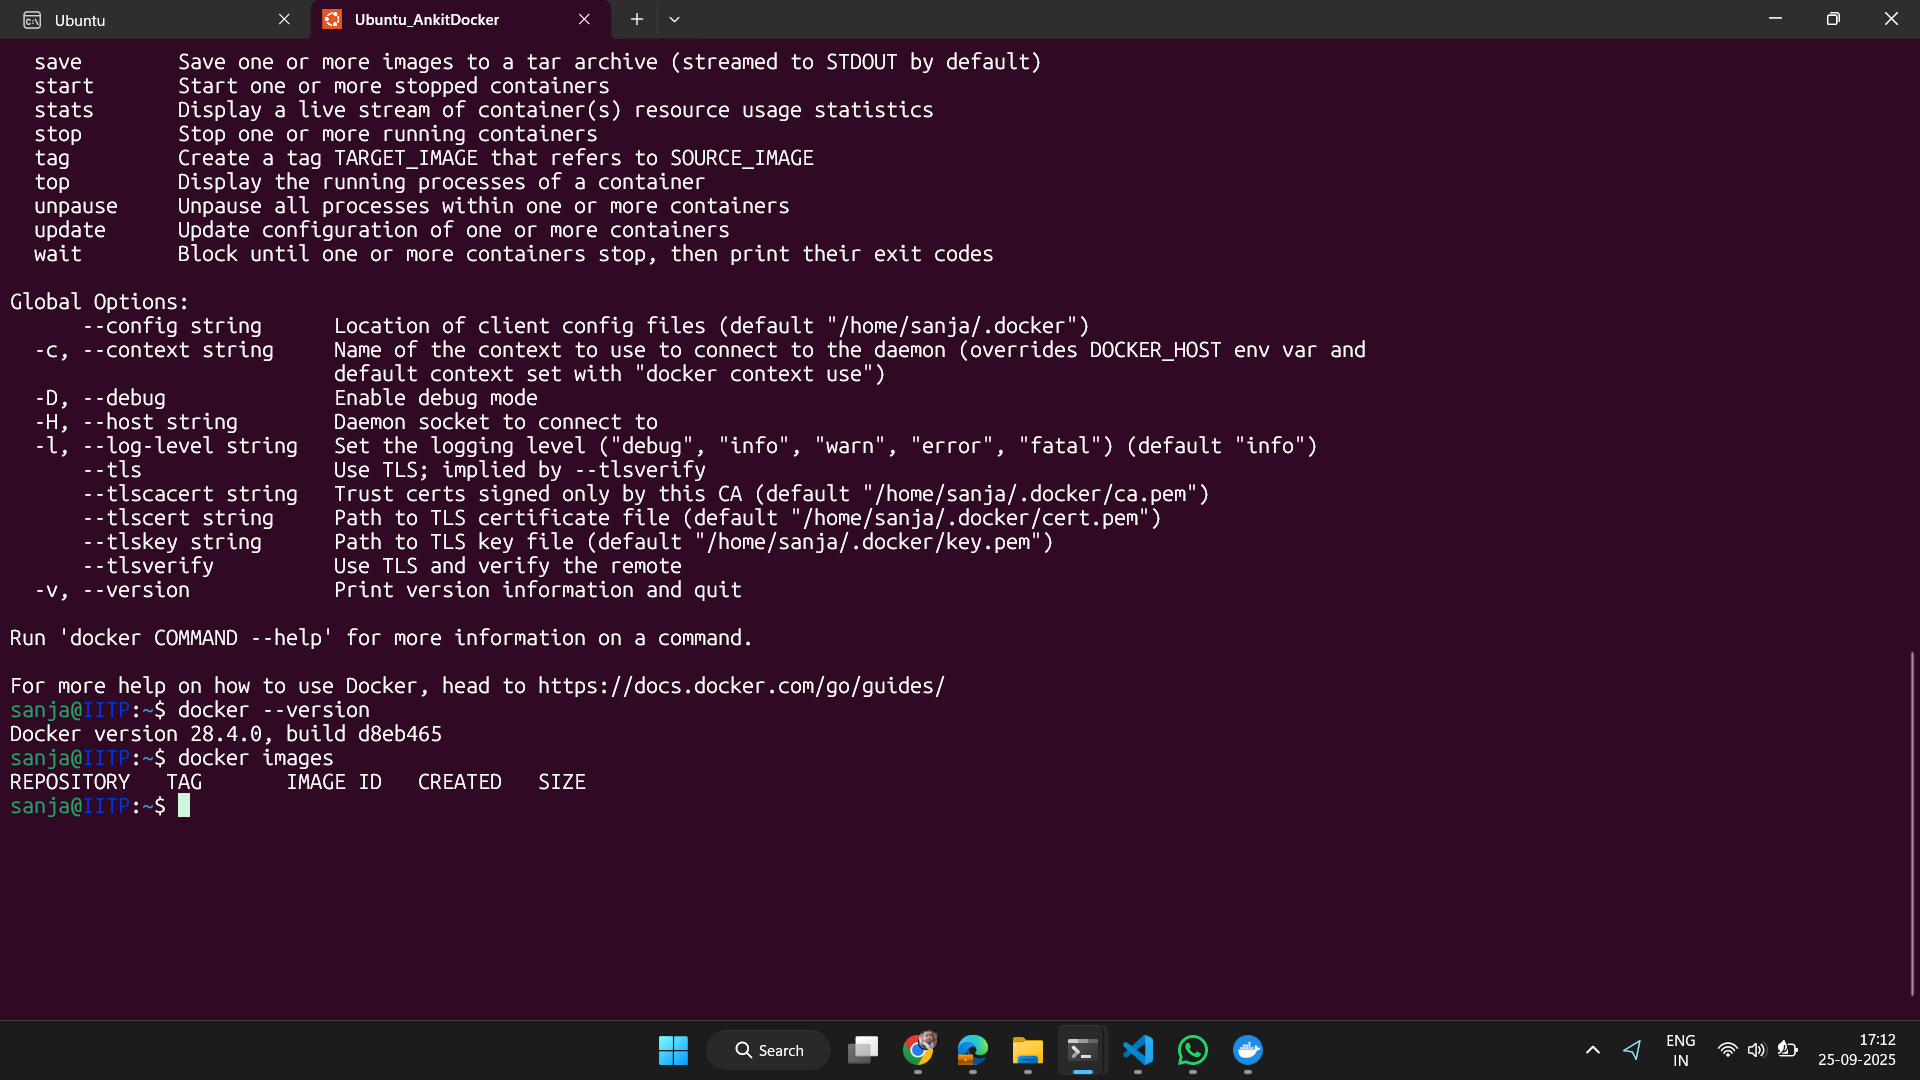 Ubuntu
Ubuntu_AnkitDocker
save        Save one or more images to a tar archive (streamed to STDOUT by default)
start       Start one or more stopped containers
stats       Display a live stream of container(s) resource usage statistics
stop        Stop one or more running containers
tag         Create a tag TARGET_IMAGE that refers to SOURCE_IMAGE
top         Display the running processes of a container
unpause     Unpause all processes within one or more containers
update      Update configuration of one or more containers
wait        Block until one or more containers stop, then print their exit codes
Global Options:
--config string      Location of client config files (default "/home/sanja/.docker")
-c, --context string     Name of the context to use to connect to the daemon (overrides DOCKER_HOST env var and
default context set with "docker context use")
-D, --debug              Enable debug mode
-H, --host string        Daemon socket to connect to
-l, --log-level string   Set the logging level ("debug", "info", "warn", "error", "fatal") (default "info")
--tls                Use TLS; implied by --tlsverify
--tlscacert string   Trust certs signed only by this CA (default "/home/sanja/.docker/ca.pem")
--tlscert string     Path to TLS certificate file (default "/home/sanja/.docker/cert.pem")
--tlskey string      Path to TLS key file (default "/home/sanja/.docker/key.pem")
--tlsverify          Use TLS and verify the remote
-v, --version            Print version information and quit
Run 'docker COMMAND --help' for more information on a command.
For more help on how to use Docker, head to https://docs.docker.com/go/guides/
sanja@IITP:~$ docker --version
Docker version 28.4.0, build d8eb465
sanja@IITP:~$ docker images
REPOSITORY   TAG       IMAGE ID   CREATED   SIZE
sanja@IITP:~$
Search
ENG
IN
17:12
25-09-2025